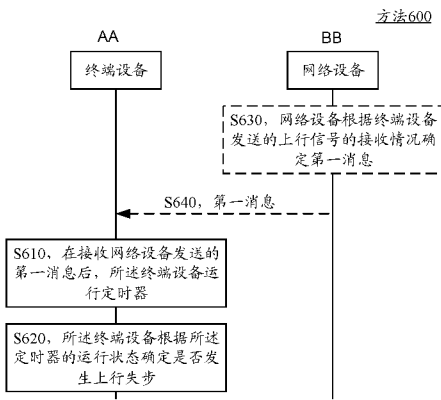 方法600
AA
BB
终端设备
网络设备
S630，网络设备根据终端设备
发送的上行信号的接收情况确
定第一消息
S640，第一消息
S610，在接收网络设备发送的
第一消息后，所述终端设备运
行定时器
S620，所述终端设备根据所述
定时器的运行状态确定是否发
生上行失步